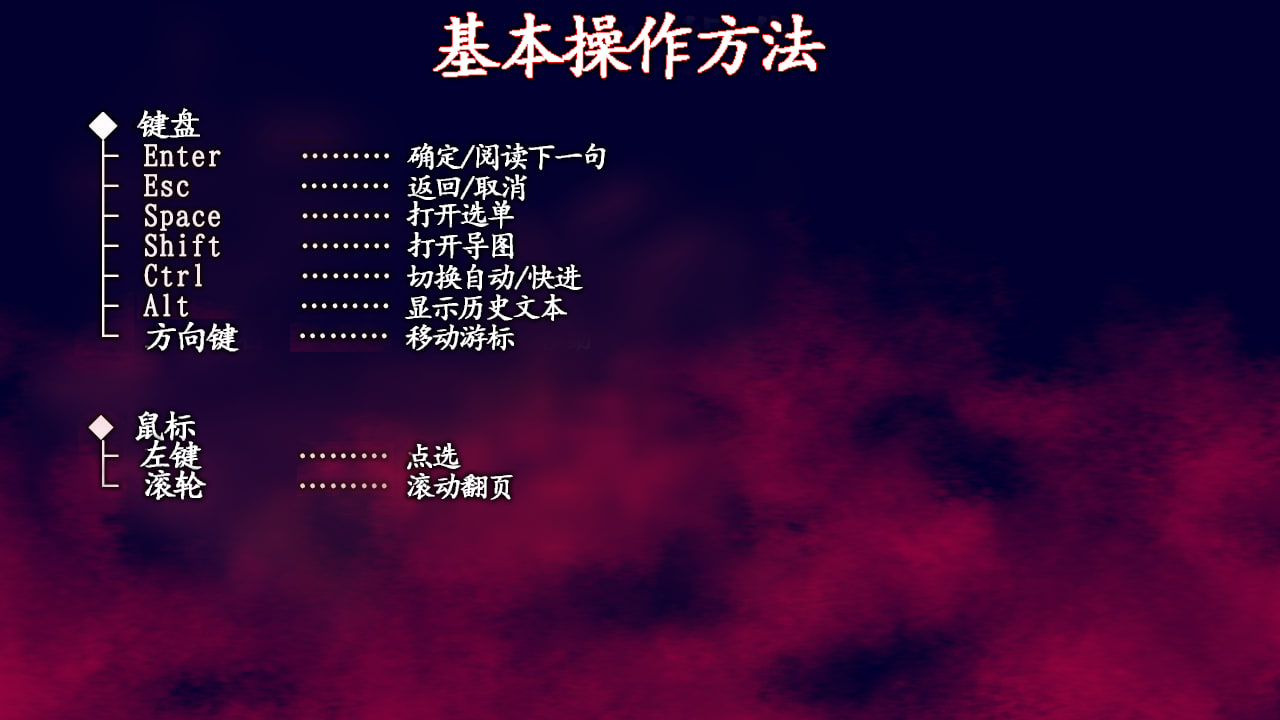 基本操作方法
键盘
Enter ········· 确定/阅读下一句
Esc ········· 返回/取消
Space ········· 打开选单
Shift ········· 打开导图
Ctrl ········· 切换自动/快进
Alt ········· 显示历史文本
方向键 ········· 移动游标
鼠标
左键 ········· 点选
滚轮 ········· 滚动翻页